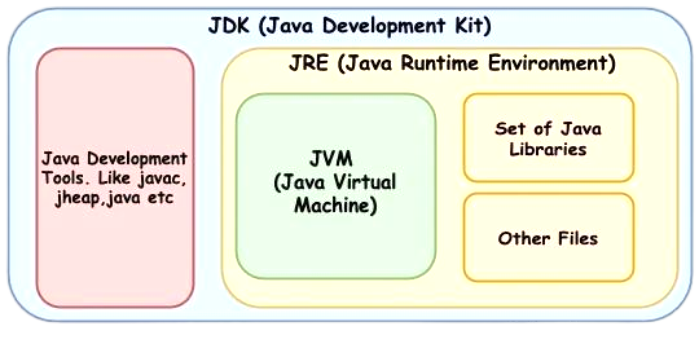 JDK (Java Development Kit)
JRE (Java Runtime Environment)
Java Development
Tools. Like javac,
jheap,java etc
JVM
(Java Virtual
Machine)
Set of Java
Libraries
Other Files